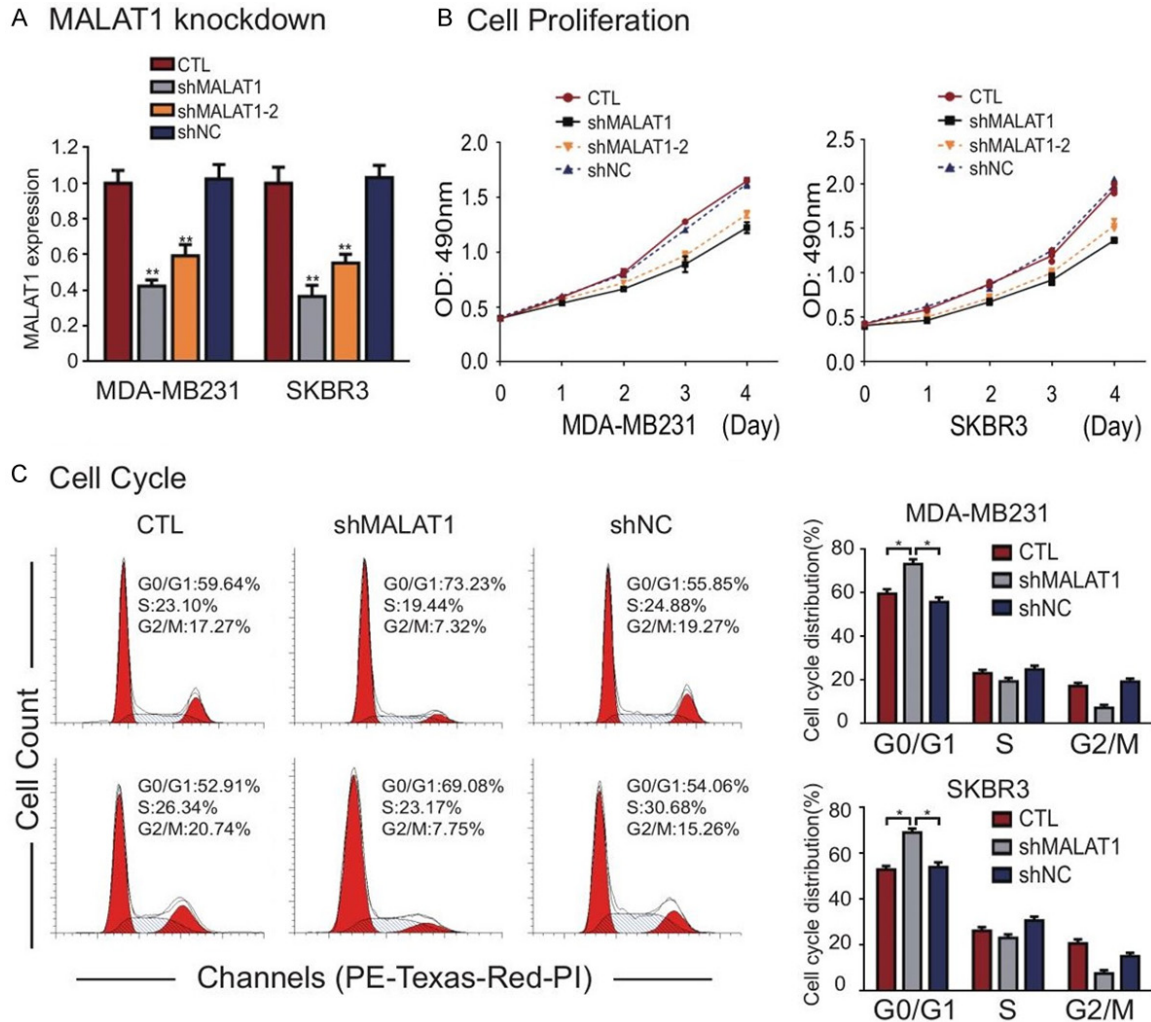 A MALAT1 knockdown
CTL
shMALAT1
shMALAT1-2
shNC
MALAT1 expression
1.2
1.0
0.8
0.6
0.4
0.2
0
**
**
**
**
MDA-MB231
SKBR3
B Cell Proliferation
CTL
shMALAT1
shMALAT1-2
shNC
OD: 490nm
2.0
1.5
1.0
0.5
0.0
0 1 2 3 4
MDA-MB231 (Day)
CTL
shMALAT1
shMALAT1-2
shNC
OD: 490nm
2.5
2.0
1.5
1.0
0.5
0.0
0 1 2 3 4
SKBR3 (Day)
C Cell Cycle
Cell Count
CTL
shMALAT1
shNC
G0/G1:59.64%
S:23.10%
G2/M:17.27%
G0/G1:73.23%
S:19.44%
G2/M:7.32%
G0/G1:55.85%
S:24.88%
G2/M:19.27%
G0/G1:52.91%
S:26.34%
G2/M:20.74%
G0/G1:69.08%
S:23.17%
G2/M:7.75%
G0/G1:54.06%
S:30.68%
G2/M:15.26%
Channels (PE-Texas-Red-PI)
MDA-MB231
Cell cycle distribution(%)
80
60
40
20
0
* *
CTL
shMALAT1
shNC
G0/G1 S G2/M
SKBR3
Cell cycle distribution(%)
80
60
40
20
0
* *
CTL
shMALAT1
shNC
G0/G1 S G2/M